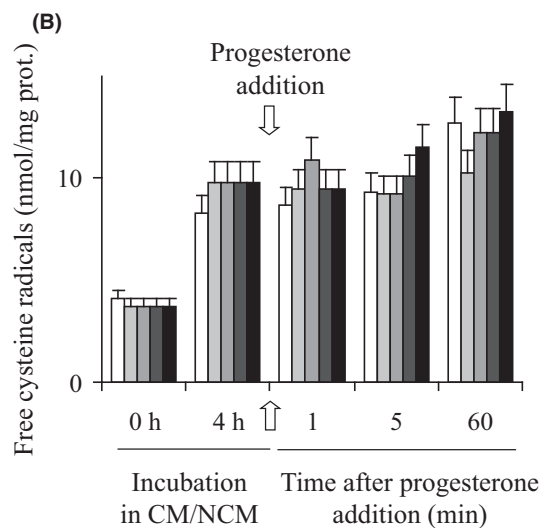 (B)
Progesterone
addition
Free cysteine radicals (nmol/mg prot.)
10
0
0 h 4 h 1 5 60
Incubation
in CM/NCM
Time after progesterone
addition (min)